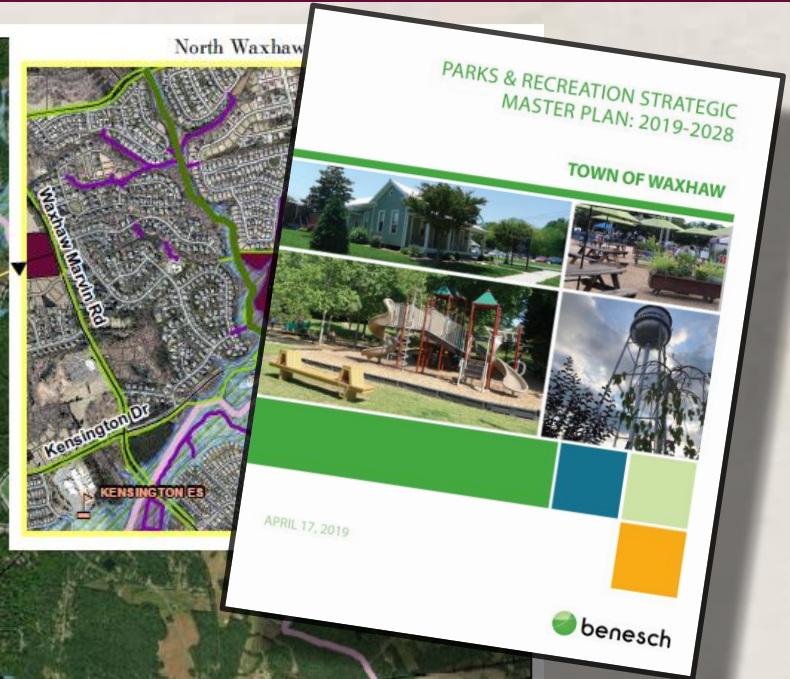 North Waxhaw
Waxhaw Marvin Rd
Kensington Dr
KENSINGTON ES
PARKS & RECREATION STRATEGIC
MASTER PLAN: 2019-2028
TOWN OF WAXHAW
APRIL 17, 2019
benesch